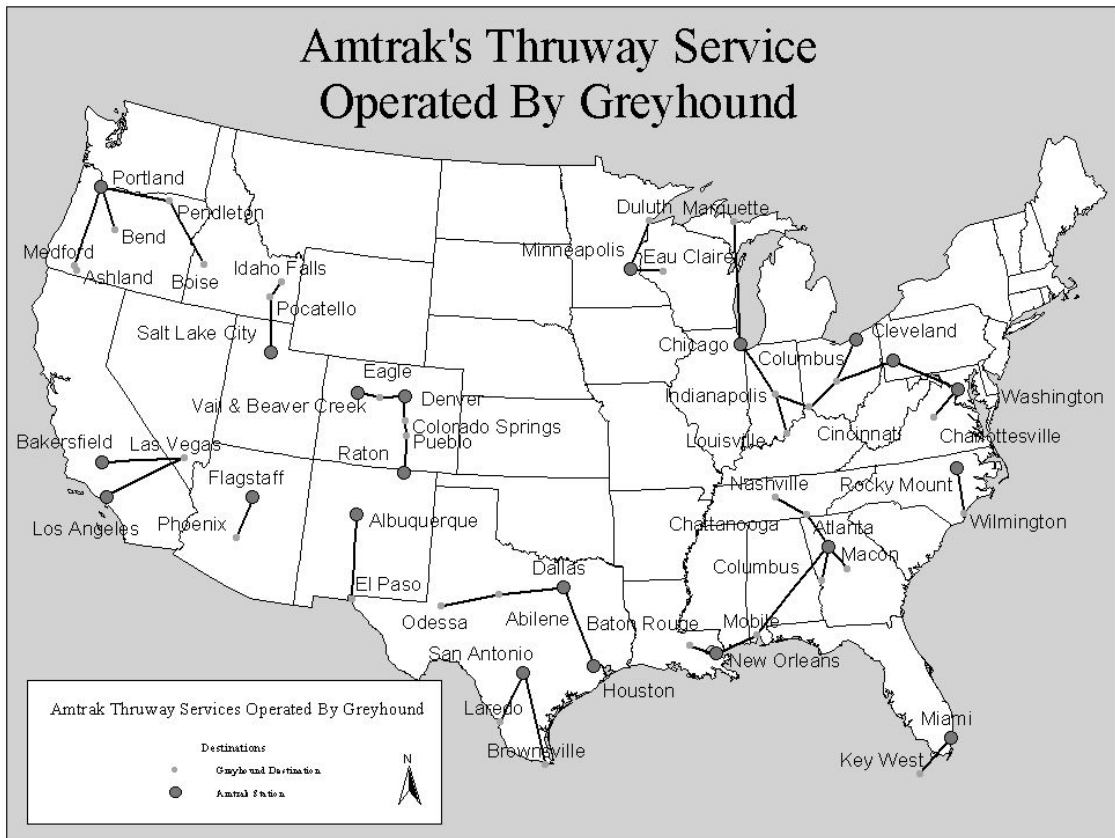 Amtrak's Thruway Service
Operated By Greyhound
Portland
Pendleton
Bend
Medford
Ashland
Boise
Idaho Falls
Pocatello
Salt Lake City
Duluth
Marquette
Minneapolis
Eau Claire
Chicago
Columbus
Cleveland
Indianapolis
Washington
Louisville
Cincinnati
Charlottesville
Eagle
Vail & Beaver Creek
Denver
Colorado Springs
Pueblo
Raton
Bakersfield
Las Vegas
Flagstaff
Los Angeles
Phoenix
Albuquerque
El Paso
Nashville
Rocky Mount
Chattanooga
Atlanta
Wilmington
Columbus
Macon
Dallas
Odessa
Abilene
Baton Rouge
Mobile
San Antonio
New Orleans
Houston
Laredo
Brownsville
Miami
Key West
Amtrak Thruway Services Operated By Greyhound
Destinations
Greyhound Destination
Amtrak Station
N